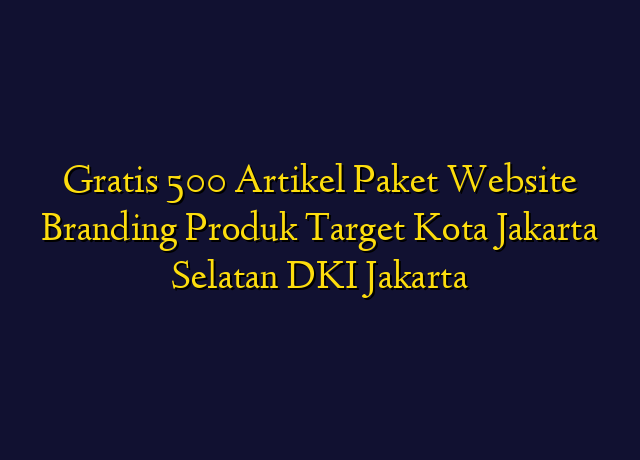 Gratis 500 Artikel Paket Website
Branding Produk Target Kota Jakarta
Selatan DKI Jakarta